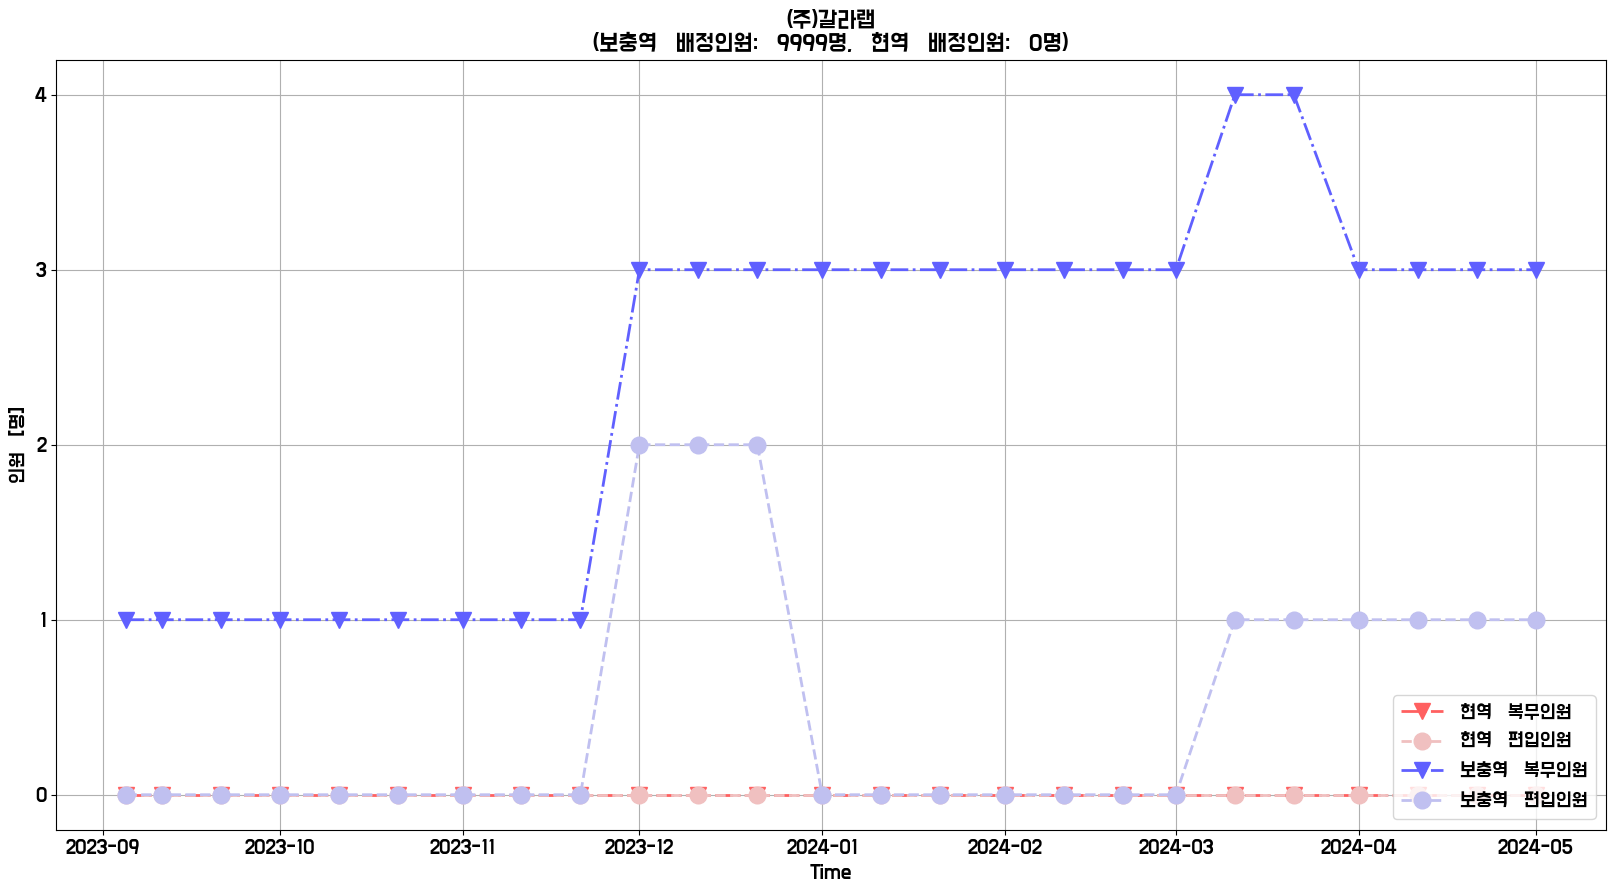 (주)갈라랩
(보충역 배정인원: 9999명, 현역 배정인원: 0명)
4
3
2
1
0
인원 [명]
2023-09 2023-10 2023-11 2023-12 2024-01 2024-02 2024-03 2024-04 2024-05
Time
현역 복무인원
현역 편입인원
보충역 복무인원
보충역 편입인원